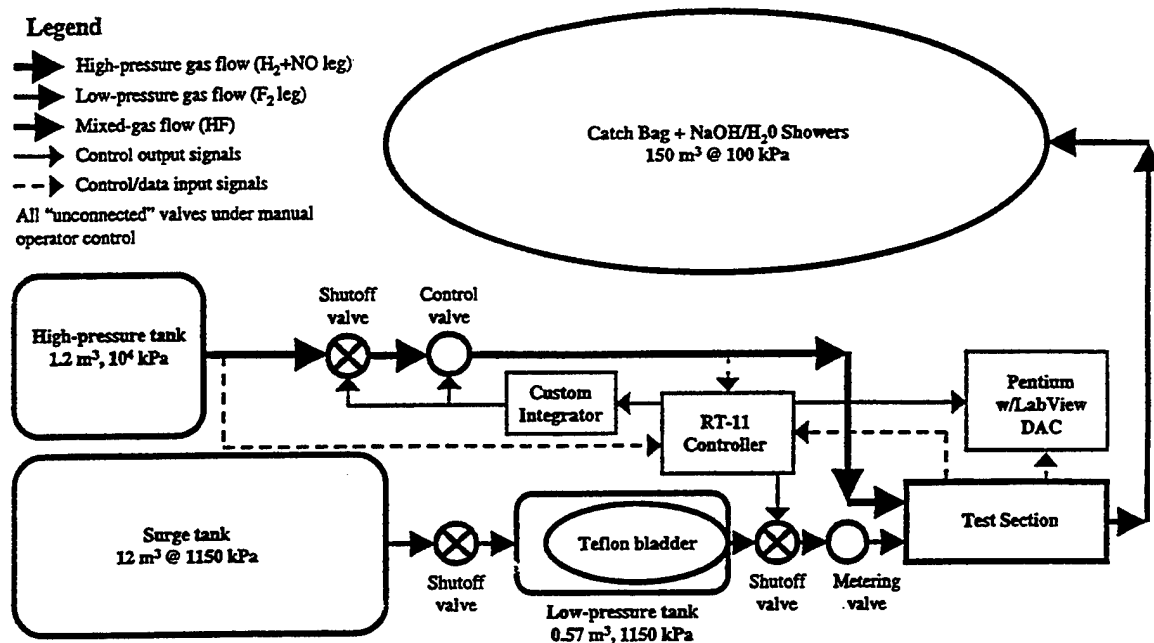 Legend
High-pressure gas flow (H₂+NO leg)
Low-pressure gas flow (F₂ leg)
Mixed-gas flow (HF)
Control output signals
Control/data input signals
All "unconnected" valves under manual
operator control
Catch Bag + NaOH/H₂0 Showers
150 m³ @ 100 kPa
High-pressure tank
1.2 m³, 10⁴ kPa
Shutoff
valve
Control
valve
Custom
Integrator
RT-11
Controller
Pentium
w/LabView
DAC
Surge tank
12 m³ @ 1150 kPa
Shutoff
valve
Teflon bladder
Low-pressure tank
0.57 m³, 1150 kPa
Shutoff
valve
Metering
valve
Test Section